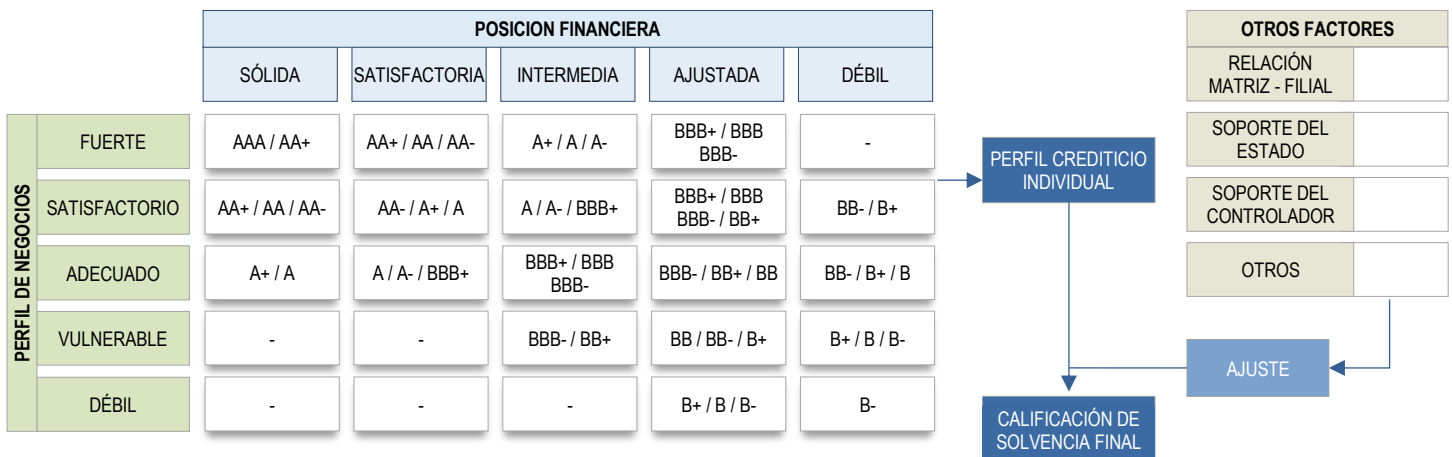 POSICION FINANCIERA
SÓLIDA
SATISFACTORIA
INTERMEDIA
AJUSTADA
DÉBIL
PERFIL DE NEGOCIOS
FUERTE
AAA / AA+
AA+ / AA / AA-
A+ / A / A-
BBB+ / BBB
BBB-
-
SATISFACTORIO
AA+ / AA / AA-
AA- / A+ / A
A / A- / BBB+
BBB+ / BBB
BBB- / BB+
BB- / B+
ADECUADO
A+ / A
A / A- / BBB+
BBB+ / BBB
BBB-
BBB- / BB+ / BB
BB- / B+ / B
VULNERABLE
-
-
BBB- / BB+
BB / BB- / B+
B+ / B / B-
DÉBIL
-
-
-
B+ / B / B-
B-
PERFIL CREDITICIO
INDIVIDUAL
CALIFICACIÓN DE
SOLVENCIA FINAL
OTROS FACTORES
RELACIÓN
MATRIZ - FILIAL
SOPORTE DEL
ESTADO
SOPORTE DEL
CONTROLADOR
OTROS
AJUSTE